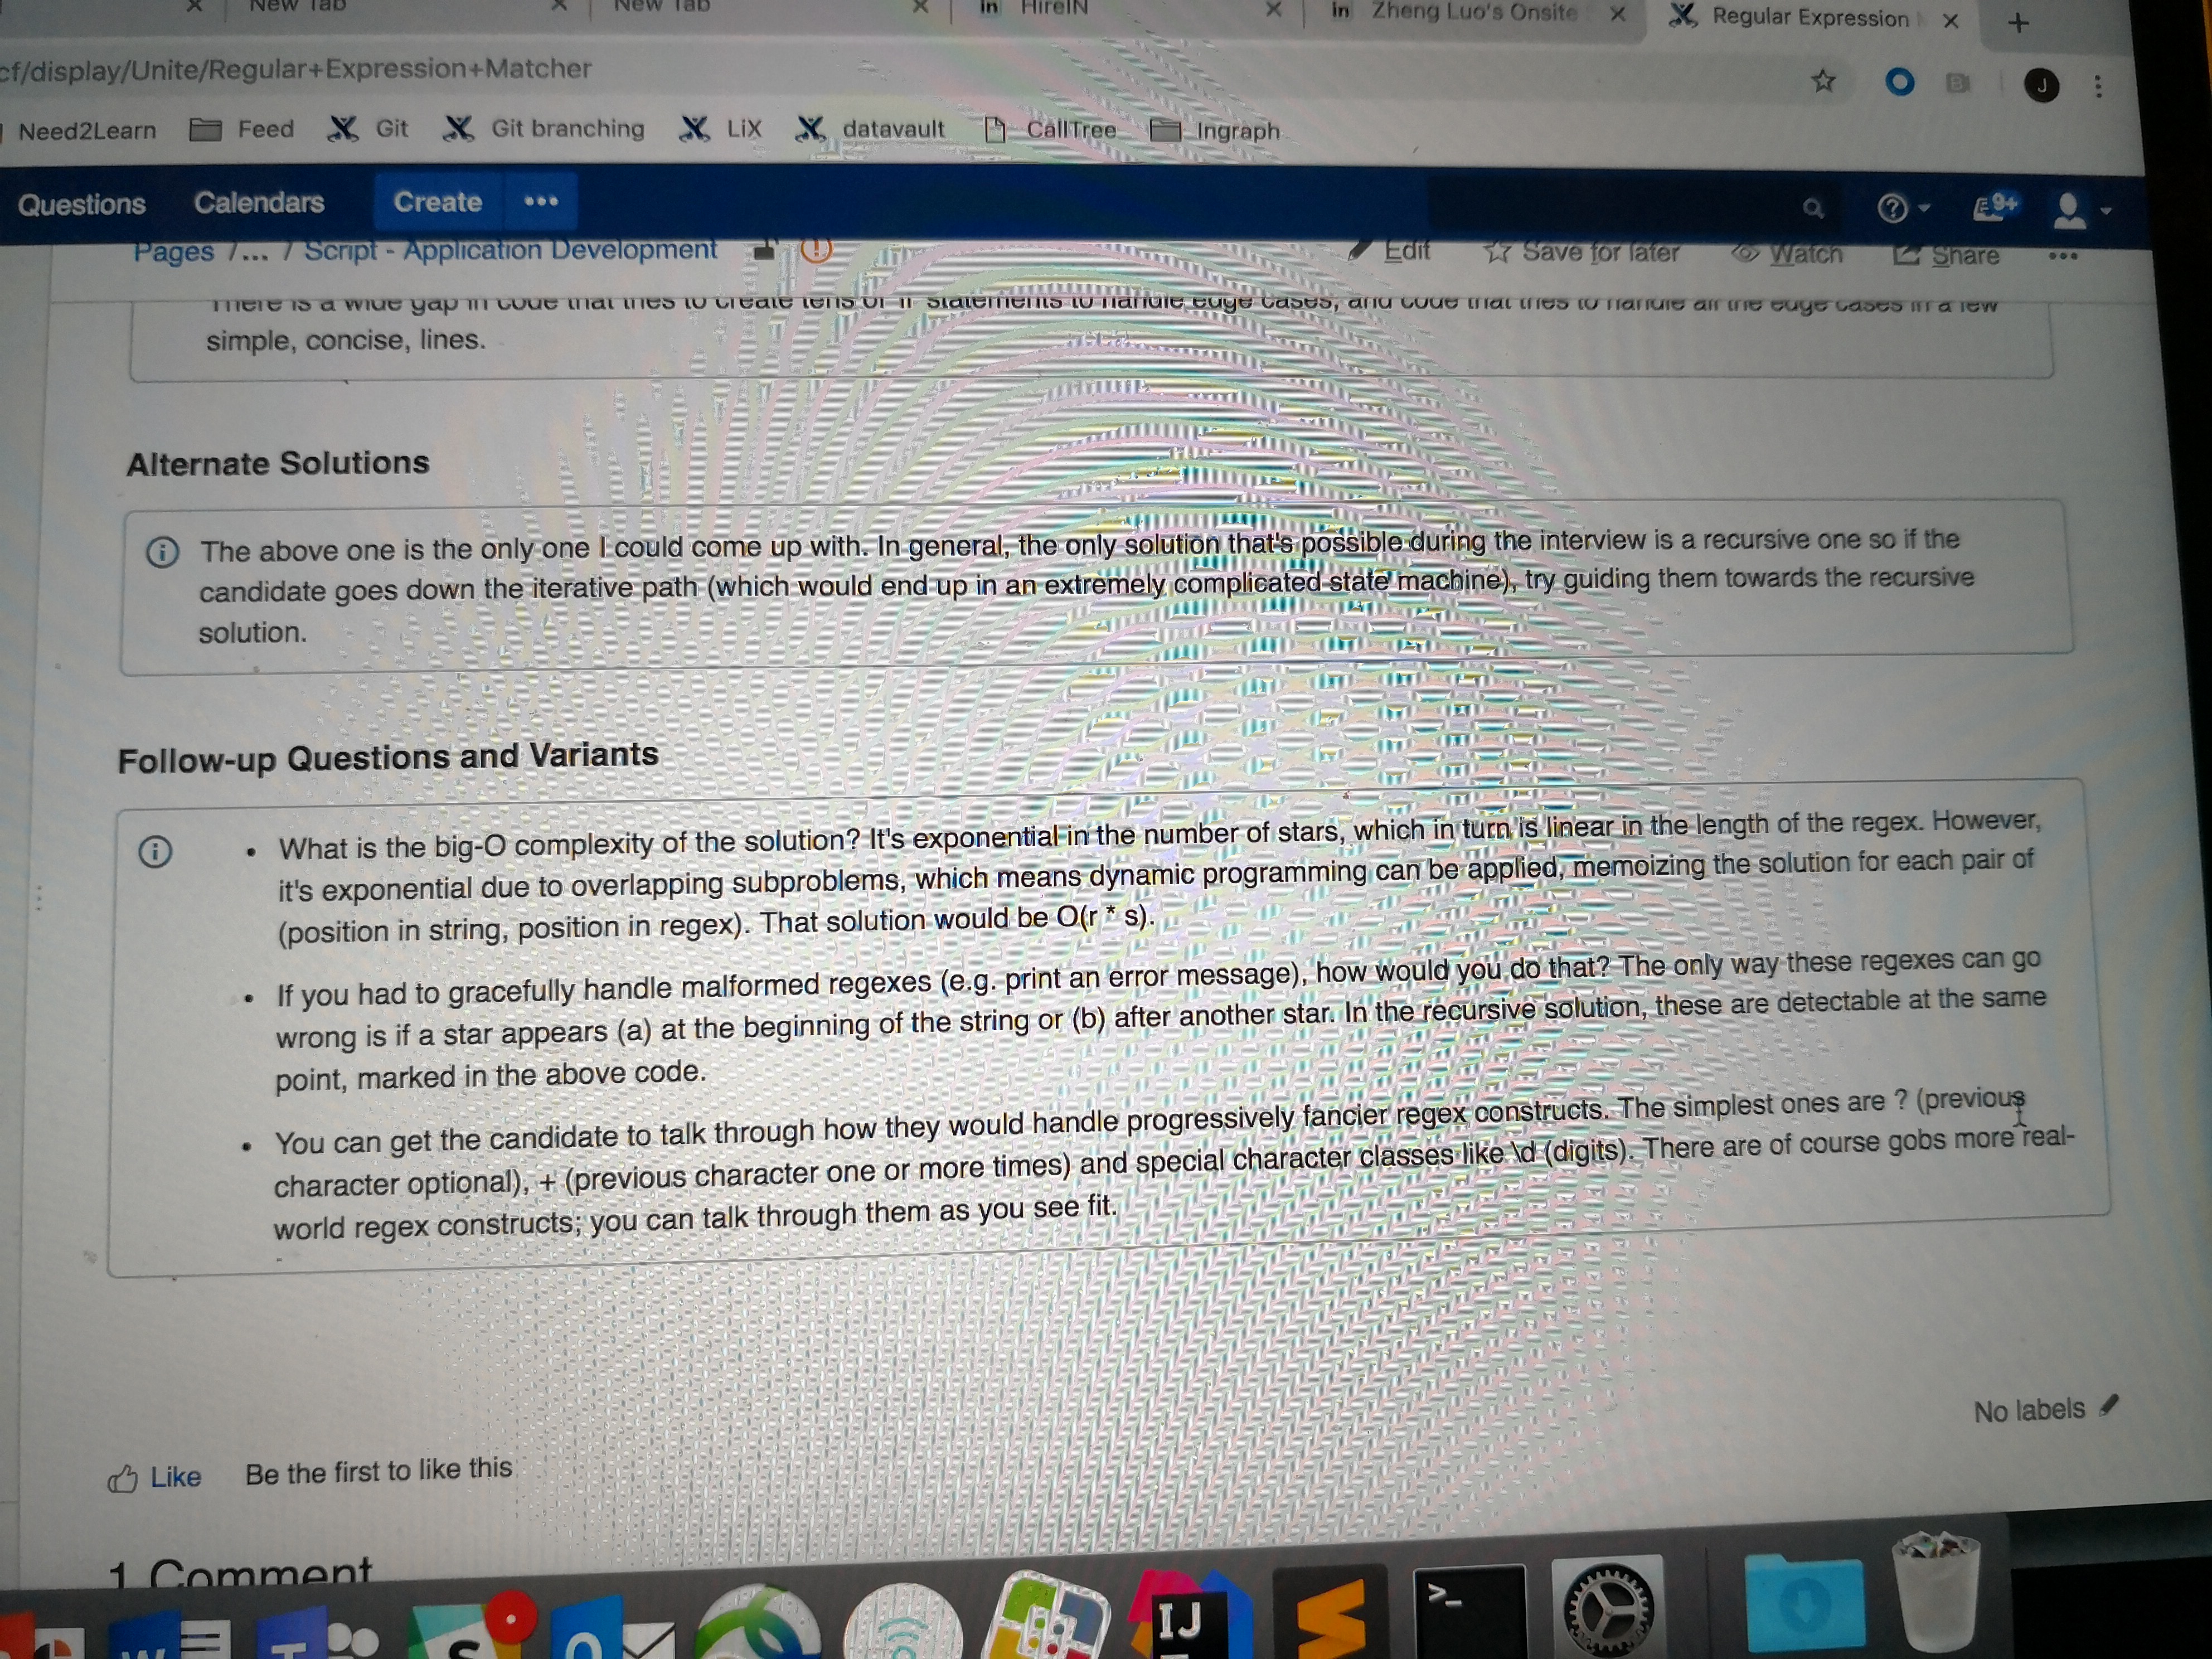 New Tab
New Tab
in HireIN
in Zheng Luo's Onsite
Regular Expression
cf/display/Unite/Regular+Expression+Matcher
J
Need2Learn
Feed
Git
Git branching
LiX
datavault
CallTree
Ingraph
Questions Calendars Create
9+
Pages /... / Script - Application Development
Edit Save for later Watch Share
There is a wide gap in code that tries to create tens of if statements to handle edge cases, and code that tries to handle all the edge cases in a few
simple, concise, lines.
Alternate Solutions
The above one is the only one I could come up with. In general, the only solution that's possible during the interview is a recursive one so if the
candidate goes down the iterative path (which would end up in an extremely complicated state machine), try guiding them towards the recursive
solution.
Follow-up Questions and Variants
• What is the big-O complexity of the solution? It's exponential in the number of stars, which in turn is linear in the length of the regex. However,
it's exponential due to overlapping subproblems, which means dynamic programming can be applied, memoizing the solution for each pair of
(position in string, position in regex). That solution would be O(r * s).
• If you had to gracefully handle malformed regexes (e.g. print an error message), how would you do that? The only way these regexes can go
wrong is if a star appears (a) at the beginning of the string or (b) after another star. In the recursive solution, these are detectable at the same
point, marked in the above code.
• You can get the candidate to talk through how they would handle progressively fancier regex constructs. The simplest ones are ? (previous
character optional), + (previous character one or more times) and special character classes like \d (digits). There are of course gobs more real-
world regex constructs; you can talk through them as you see fit.
No labels
Like Be the first to like this
1 Comment
IJ
>_